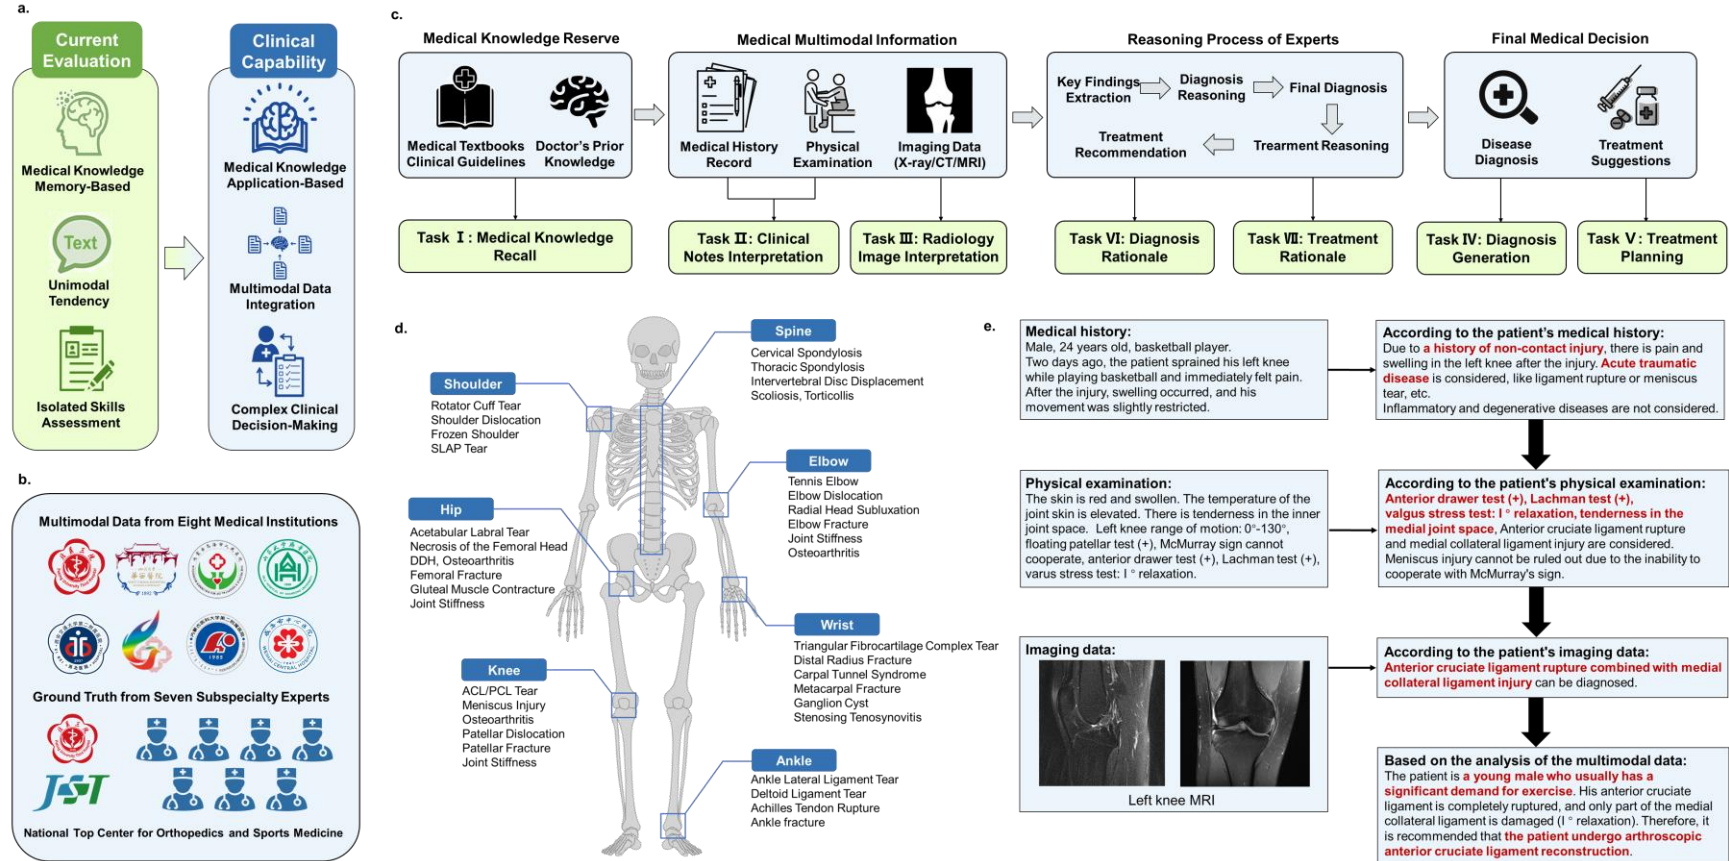 a.
Current
Evaluation
Medical Knowledge
Memory-Based
Text
Unimodal
Tendency
Isolated Skills
Assessment
Clinical
Capability
Medical Knowledge
Application-Based
Multimodal Data
Integration
Complex Clinical
Decision-Making
b.
Multimodal Data from Eight Medical Institutions
Ground Truth from Seven Subspecialty Experts
JST
National Top Center for Orthopedics and Sports Medicine
c.
Medical Knowledge Reserve
Medical Textbooks
Clinical Guidelines
Doctor's Prior
Knowledge
Task Ⅰ: Medical Knowledge
Recall
Medical Multimodal Information
Medical History
Record
Physical
Examination
Imaging Data
(X-ray/CT/MRI)
Task Ⅱ: Clinical
Notes Interpretation
Task Ⅲ: Radiology
Image Interpretation
Reasoning Process of Experts
Key Findings
Extraction
Diagnosis
Reasoning
Final Diagnosis
Trearment Reasoning
Treatment
Recommendation
Task Ⅵ: Diagnosis
Rationale
Task Ⅶ: Treatment
Rationale
Final Medical Decision
Disease
Diagnosis
Treatment
Suggestions
Task Ⅳ: Diagnosis
Generation
Task Ⅴ: Treatment
Planning
d.
Shoulder
Rotator Cuff Tear
Shoulder Dislocation
Frozen Shoulder
SLAP Tear
Hip
Acetabular Labral Tear
Necrosis of the Femoral Head
DDH, Osteoarthritis
Femoral Fracture
Gluteal Muscle Contracture
Joint Stiffness
Knee
ACL/PCL Tear
Meniscus Injury
Osteoarthritis
Patellar Dislocation
Patellar Fracture
Joint Stiffness
Spine
Cervical Spondylosis
Thoracic Spondylosis
Intervertebral Disc Displacement
Scoliosis, Torticollis
Elbow
Tennis Elbow
Elbow Dislocation
Radial Head Subluxation
Elbow Fracture
Joint Stiffness
Osteoarthritis
Wrist
Triangular Fibrocartilage Complex Tear
Distal Radius Fracture
Carpal Tunnel Syndrome
Metacarpal Fracture
Ganglion Cyst
Stenosing Tenosynovitis
Ankle
Ankle Lateral Ligament Tear
Deltoid Ligament Tear
Achilles Tendon Rupture
Ankle fracture
e.
Medical history:
Male, 24 years old, basketball player.
Two days ago, the patient sprained his left knee
while playing basketball and immediately felt pain.
After the injury, swelling occurred, and his
movement was slightly restricted.
According to the patient's medical history:
Due to a history of non-contact injury, there is pain and
swelling in the left knee after the injury. Acute traumatic
disease is considered, like ligament rupture or meniscus
tear, etc.
Inflammatory and degenerative diseases are not considered.
Physical examination:
The skin is red and swollen. The temperature of the
joint skin is elevated. There is tenderness in the inner
joint space. Left knee range of motion: 0°-130°,
floating patellar test (+), McMurray sign cannot
cooperate, anterior drawer test (+), Lachman test (+),
varus stress test: I ° relaxation.
According to the patient's physical examination:
Anterior drawer test (+), Lachman test (+),
valgus stress test: I ° relaxation, tenderness in the
medial joint space, Anterior cruciate ligament rupture
and medial collateral ligament injury are considered.
Meniscus injury cannot be ruled out due to the inability to
cooperate with McMurray's sign.
Imaging data:
Left knee MRI
According to the patient's imaging data:
Anterior cruciate ligament rupture combined with medial
collateral ligament injury can be diagnosed.
Based on the analysis of the multimodal data:
The patient is a young male who usually has a
significant demand for exercise. His anterior cruciate
ligament is completely ruptured, and only part of the medial
collateral ligament is damaged (I ° relaxation). Therefore, it
is recommended that the patient undergo arthroscopic
anterior cruciate ligament reconstruction.